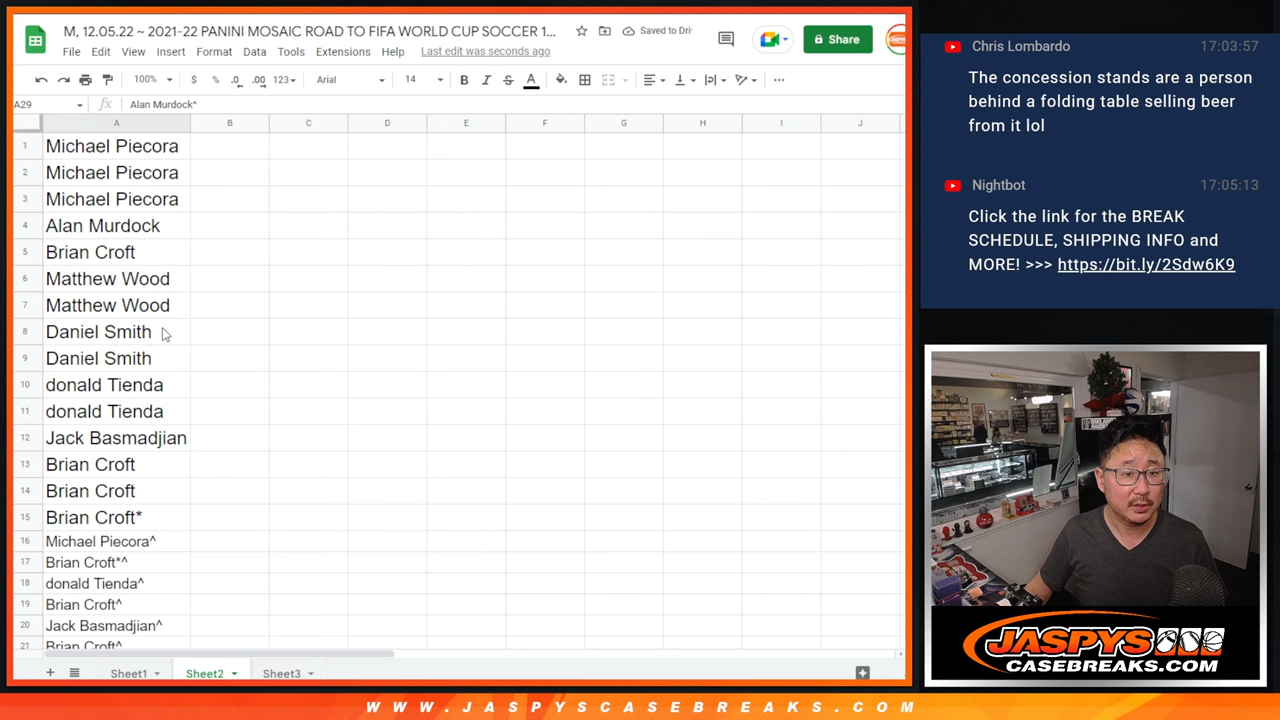 M, 12.05.22 ~ 2021-22 PANINI MOSAIC ROAD TO FIFA WORLD CUP SOCCER 1...
Saved to Dri
Share
File Edit View Insert Format Data Tools Extensions Help Last edit was seconds ago
100% $ % .0 .00 123 Arial 14 B I S A
A29 fx Alan Murdock^
A B C D E F G H I J
1 Michael Piecora
2 Michael Piecora
3 Michael Piecora
4 Alan Murdock
5 Brian Croft
6 Matthew Wood
7 Matthew Wood
8 Daniel Smith
9 Daniel Smith
10 donald Tienda
11 donald Tienda
12 Jack Basmadjian
13 Brian Croft
14 Brian Croft
15 Brian Croft*
16 Michael Piecora^
17 Brian Croft*^
18 donald Tienda^
19 Brian Croft^
20 Jack Basmadjian^
21 Brian Croft^
+ Sheet1 Sheet2 Sheet3
Chris Lombardo 17:03:57
The concession stands are a person
behind a folding table selling beer
from it lol
Nightbot 17:05:13
Click the link for the BREAK
SCHEDULE, SHIPPING INFO and
MORE! >>> https://bit.ly/2Sdw6K9
JASPYS
CASEBREAKS.COM
WWW.JASPYSCASEBREAKS.COM